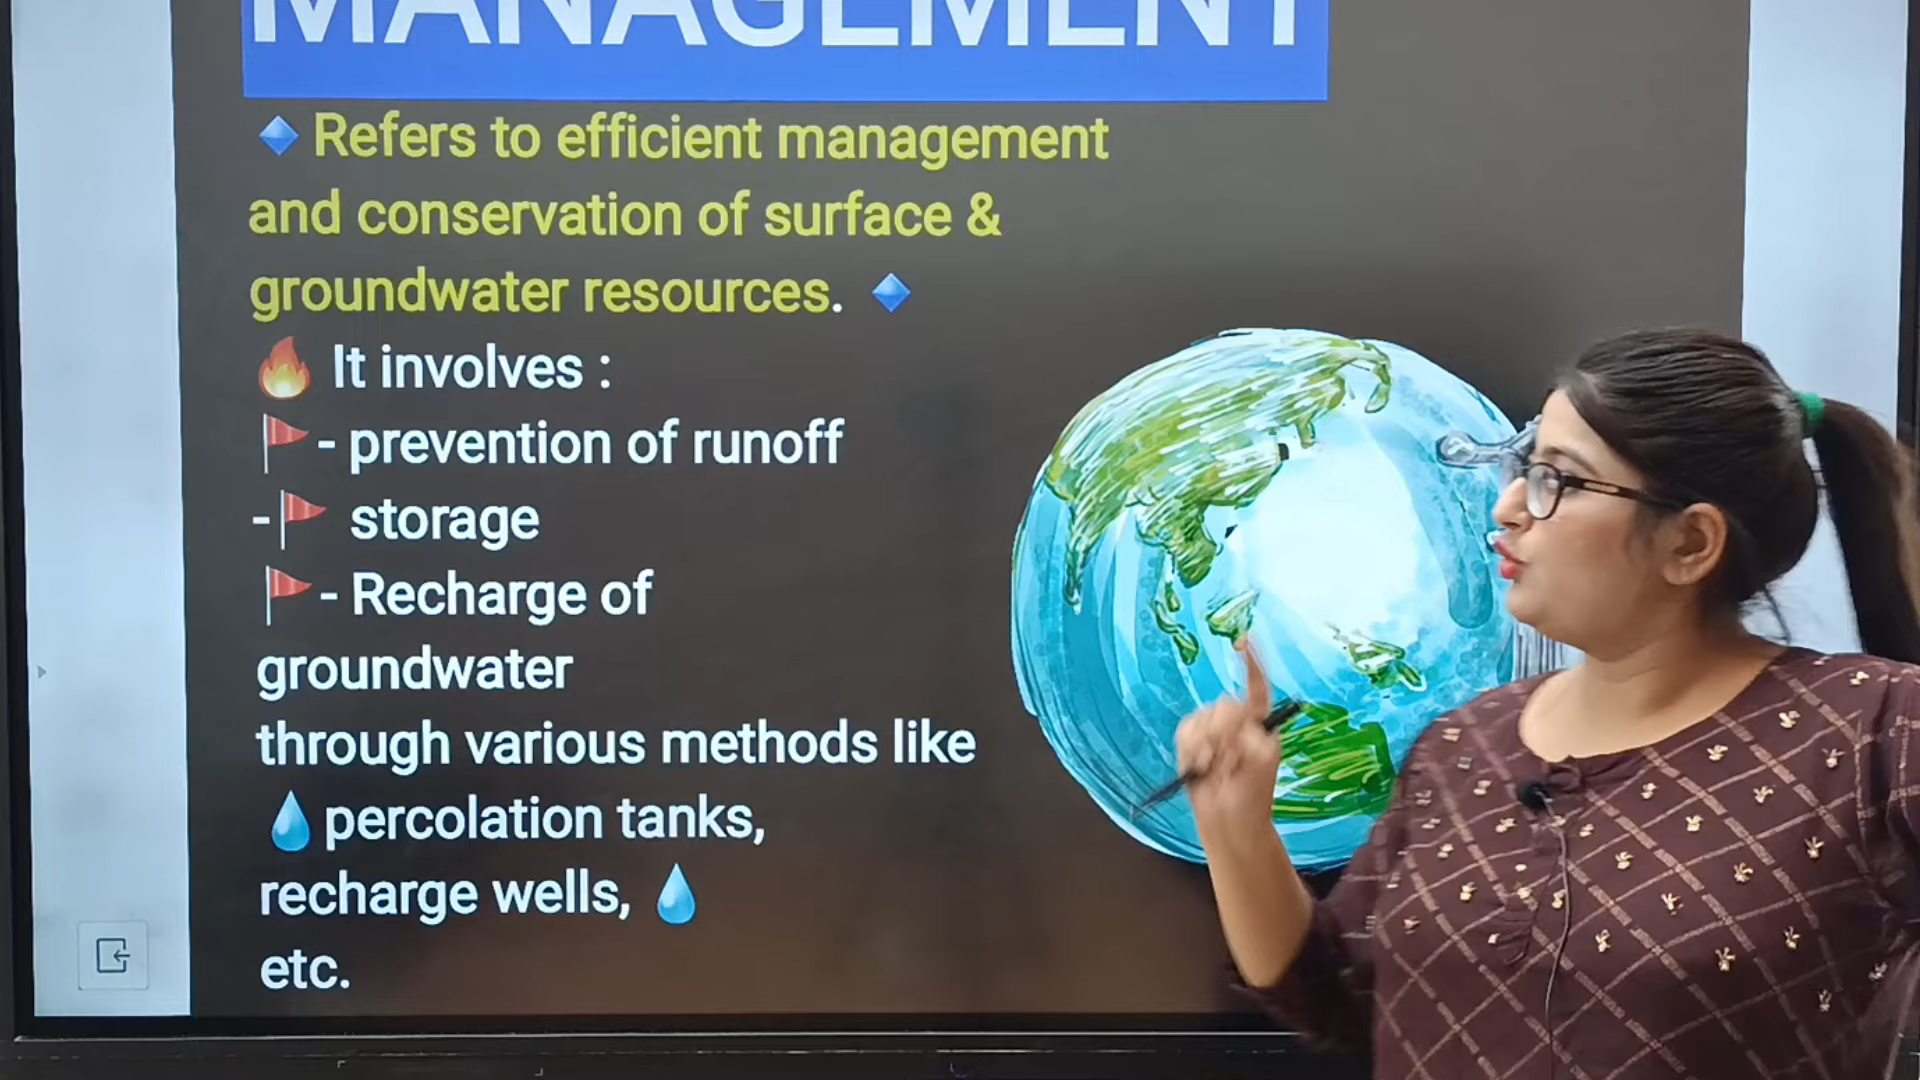 MANAGEMENT
🔹 Refers to efficient management
and conservation of surface &
groundwater resources. 🔹
🔥 It involves :
🚩- prevention of runoff
-🚩 storage
🚩- Recharge of
groundwater
through various methods like
💧percolation tanks,
recharge wells, 💧
etc.